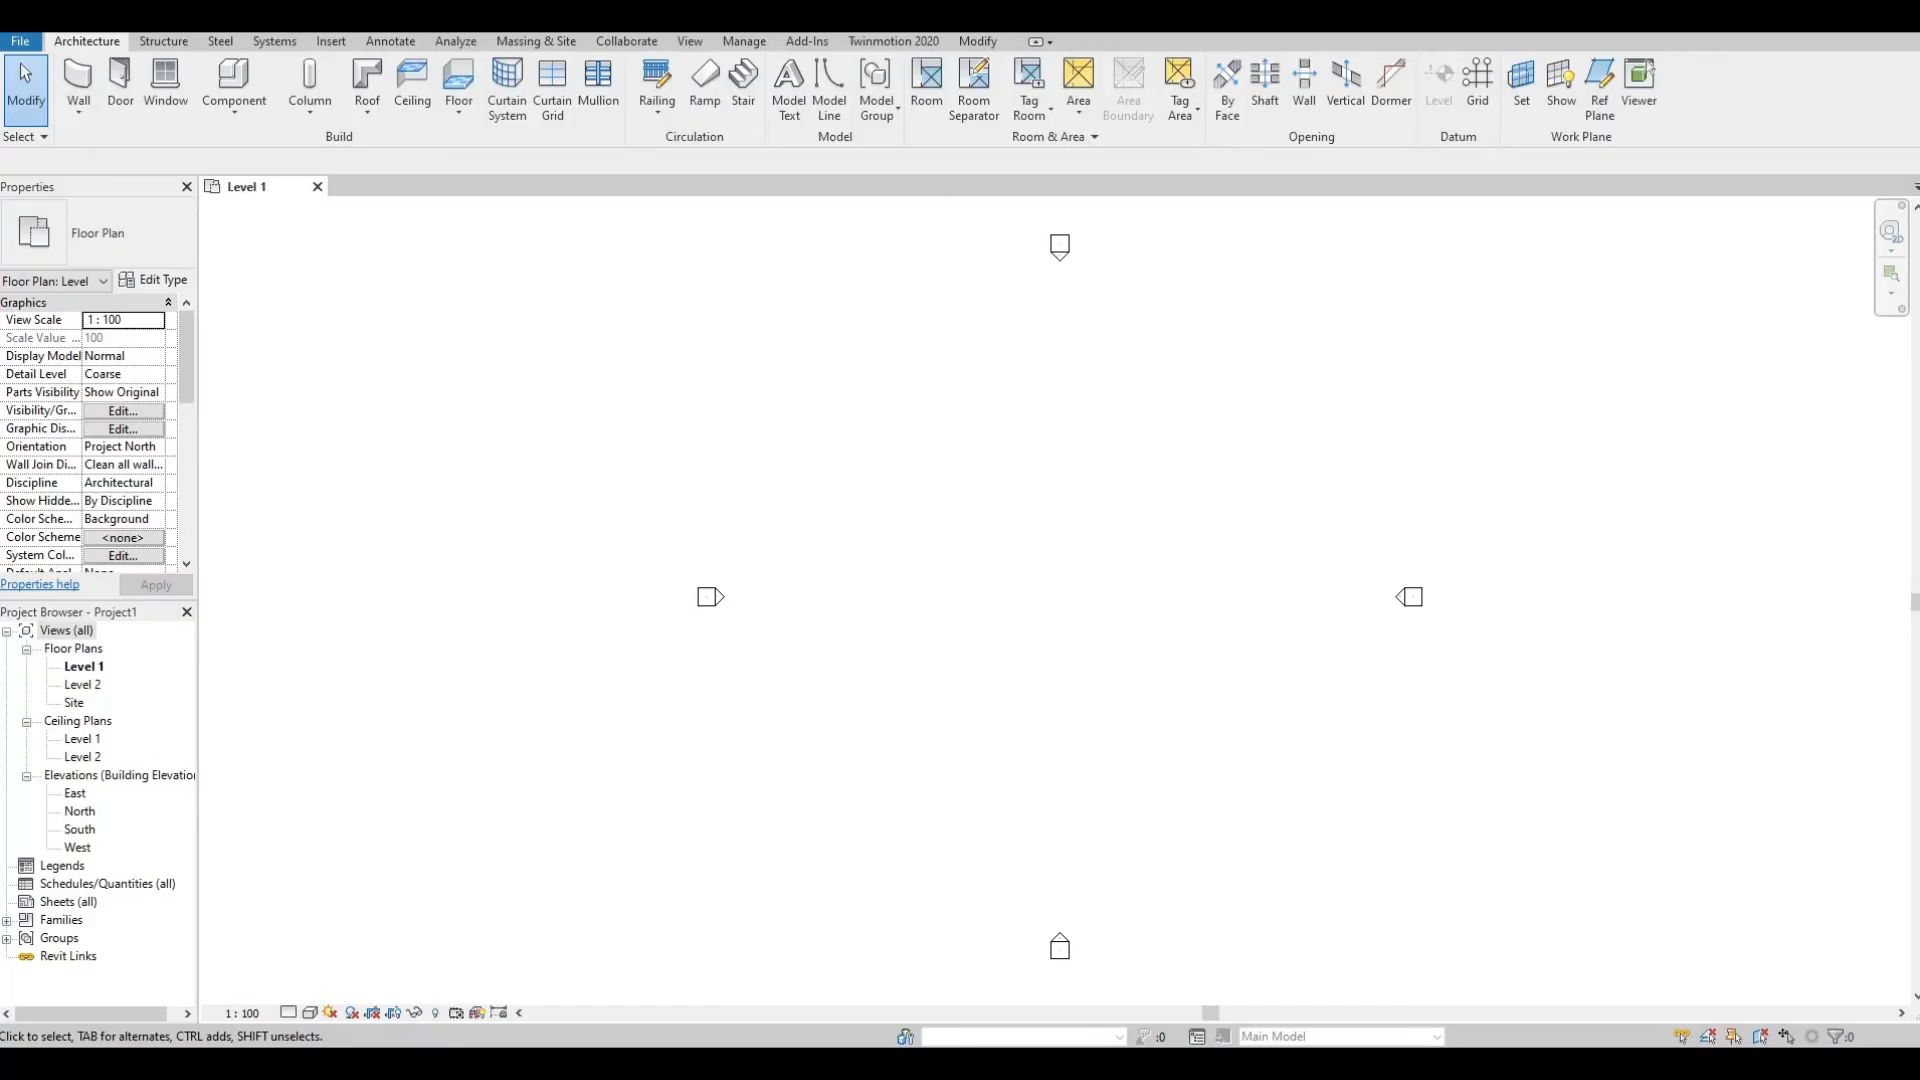 File Architecture Structure Steel Systems Insert Annotate Analyze Massing & Site Collaborate View Manage Add-Ins Twinmotion 2020 Modify
Modify Wall Door Window Component Column Roof Ceiling Floor Curtain System Curtain Grid Mullion Railing Ramp Stair Model Text Model Line Model Group Room Room Separator Tag Room Area Area Boundary Tag Area By Face Shaft Wall Vertical Dormer Level Grid Set Show Ref Plane Viewer
Select Build Circulation Model Room & Area Opening Datum Work Plane
Properties
Level 1
Floor Plan
Floor Plan: Level Edit Type
Graphics
View Scale 1 : 100
Scale Value ... 100
Display Model Normal
Detail Level Coarse
Parts Visibility Show Original
Visibility/Gr... Edit...
Graphic Dis... Edit...
Orientation Project North
Wall Join Di... Clean all wall...
Discipline Architectural
Show Hidde... By Discipline
Color Sche... Background
Color Scheme <none>
System Col... Edit...
Properties help Apply
Project Browser - Project1
Views (all)
Floor Plans
Level 1
Level 2
Site
Ceiling Plans
Level 1
Level 2
Elevations (Building Elevation
East
North
South
West
Legends
Schedules/Quantities (all)
Sheets (all)
Families
Groups
Revit Links
1 : 100
Click to select, TAB for alternates, CTRL adds, SHIFT unselects.
:0
Main Model
:0
2D